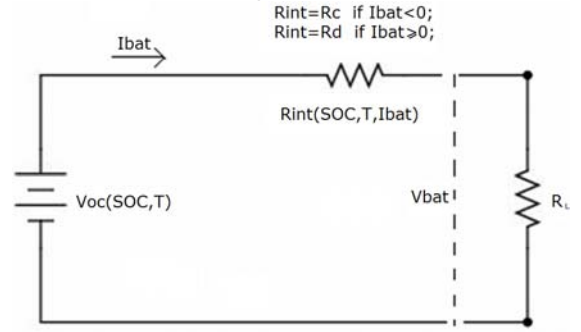 Rint=Rc if Ibat<0;
Rint=Rd if Ibat⩾0;
Ibat
Rint(SOC,T,Ibat)
Voc(SOC,T)
Vbat
RL